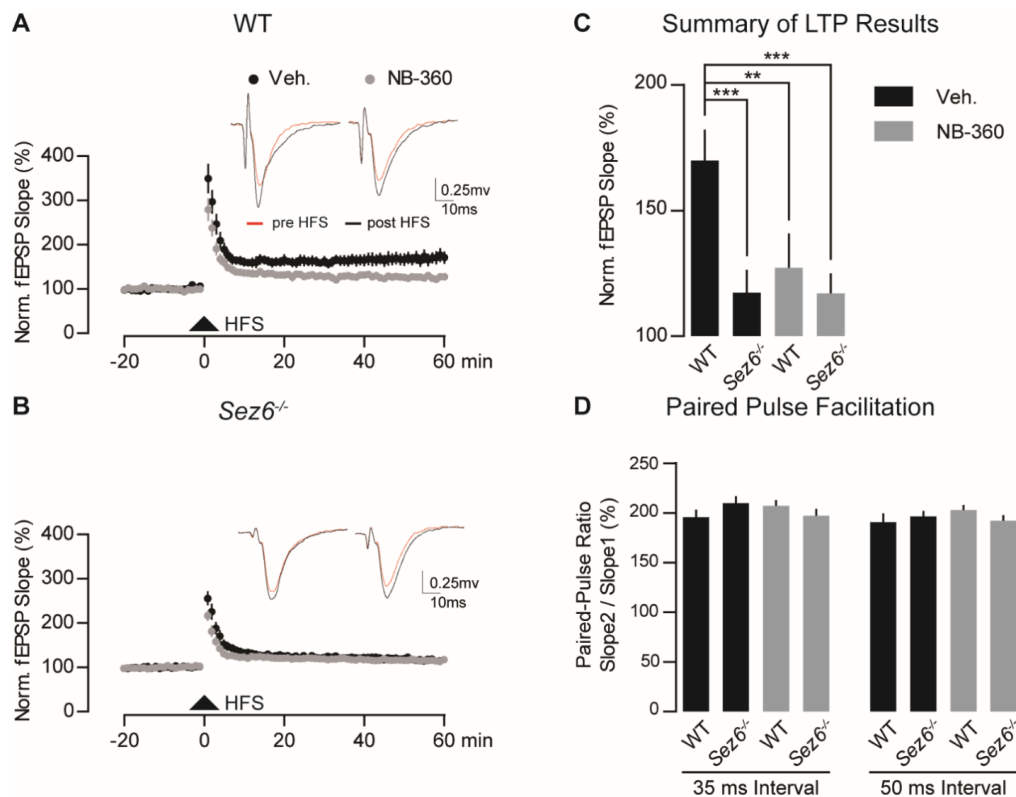 A
WT
Veh.
NB-360
Norm. fEPSP Slope (%)
400
300
200
100
0
0.25mv
10ms
pre HFS
post HFS
HFS
-20
0
20
40
60 min
B
Sez6-/-
Norm. fEPSP Slope (%)
400
300
200
100
0
0.25mv
10ms
HFS
-20
0
20
40
60 min
C
Summary of LTP Results
Norm. fEPSP Slope (%)
200
150
100
***
**
***
Veh.
NB-360
WT
Sez6-/-
WT
Sez6-/-
D
Paired Pulse Facilitation
Paired-Pulse Ratio
Slope2 / Slope1 (%)
250
200
150
100
50
0
WT
Sez6-/-
WT
Sez6-/-
35 ms Interval
WT
Sez6-/-
WT
Sez6-/-
50 ms Interval